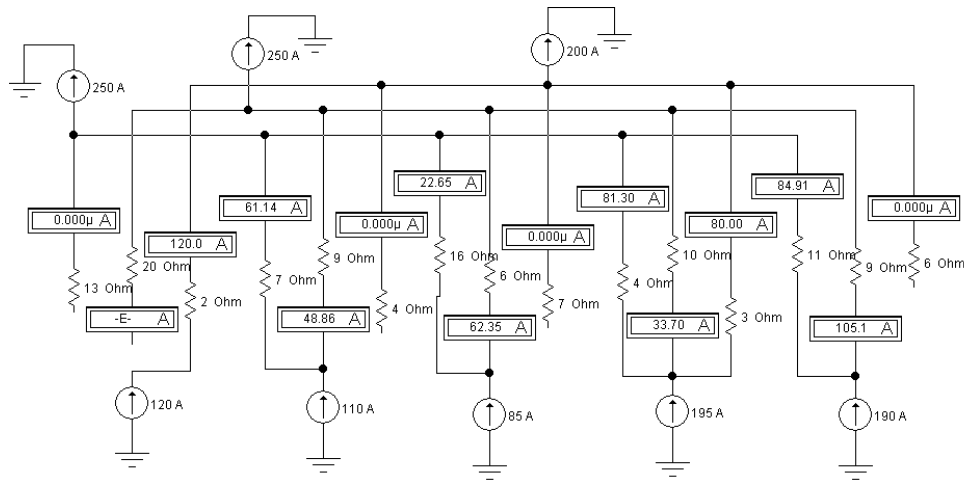 250 A
200 A
250 A
22.65 A
84.91 A
61.14 A
81.30 A
0.000µ A
0.000µ A
0.000µ A
80.00 A
120.0 A
0.000µ A
9 Ohm
16 Ohm
10 Ohm
11 Ohm
20 Ohm
9 Ohm
6 Ohm
7 Ohm
6 Ohm
4 Ohm
13 Ohm
2 Ohm
4 Ohm
7 Ohm
3 Ohm
-E- A
48.86 A
62.35 A
33.70 A
105.1 A
120 A
110 A
85 A
195 A
190 A